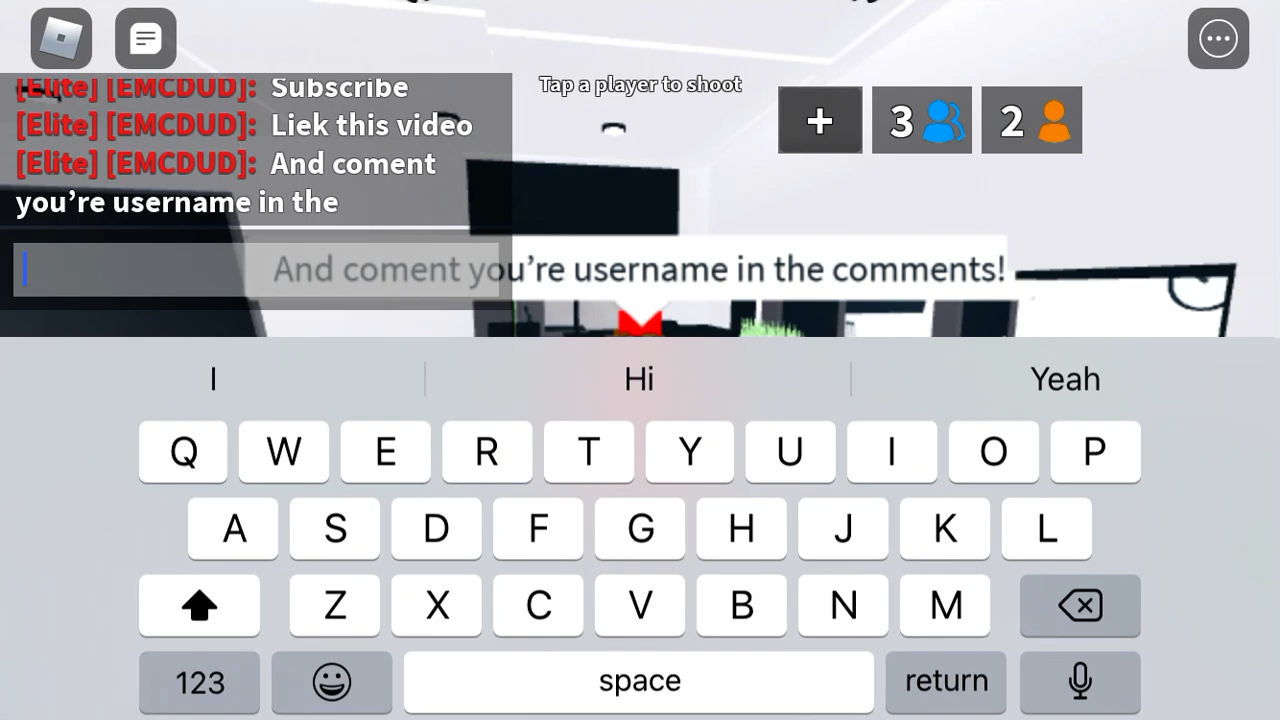 [Elite] [EMCDUD]: Subscribe
Tap a player to shoot
[Elite] [EMCDUD]: Liek this video
+ 3 2
[Elite] [EMCDUD]: And coment
you’re username in the
And coment you’re username in the comments!
I Hi Yeah
Q W E R T Y U I O P
A S D F G H J K L
Z X C V B N M
123 space return